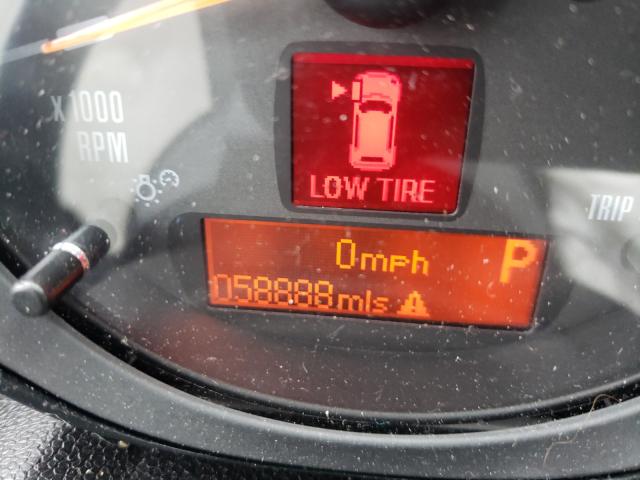 x1000
RPM
LOW TIRE
TRIP
0mph P
058888mls